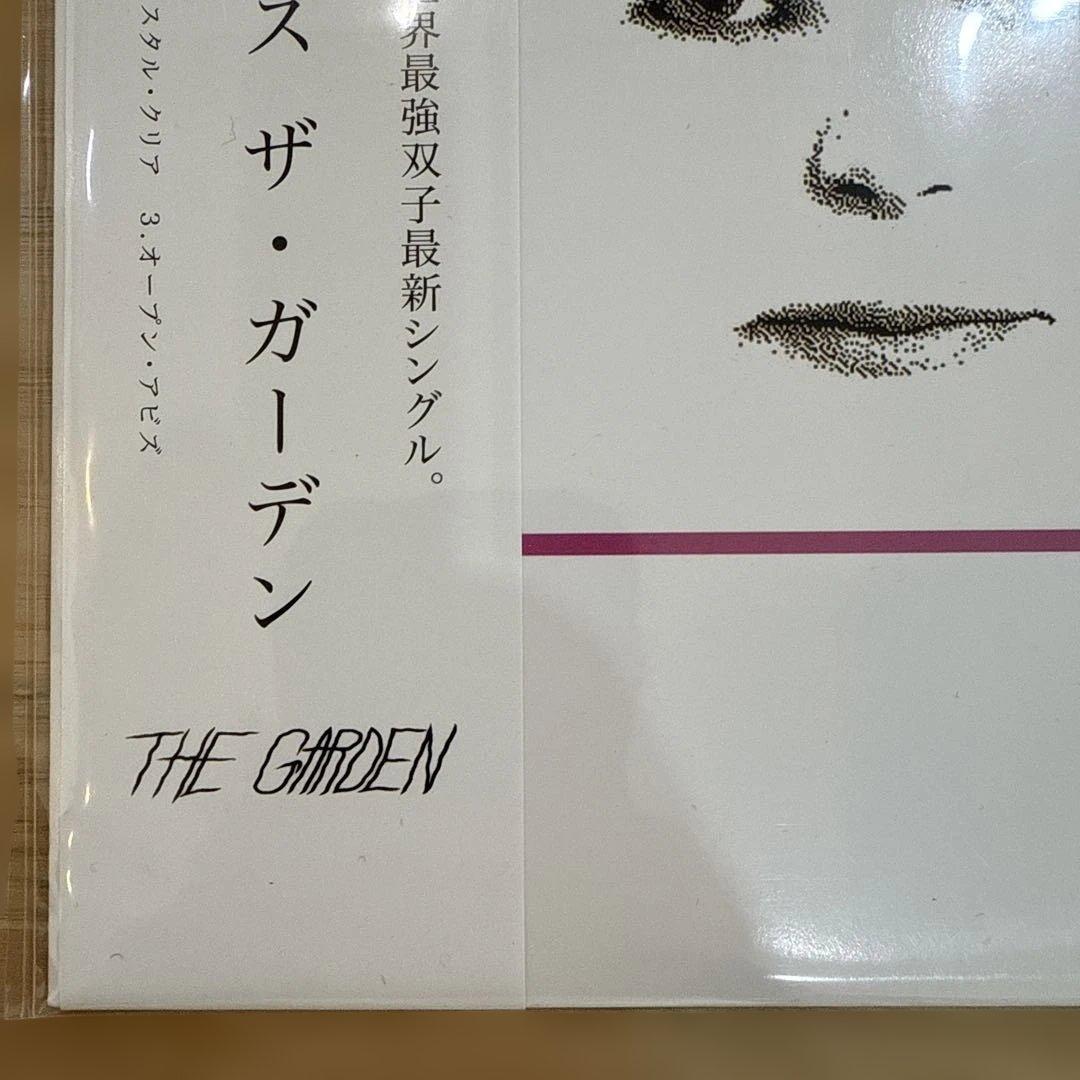 界最強双子最新シングル。
ス ザ・ガーデン
スタル・クリア 3.オープン・アビズ
THE GARDEN